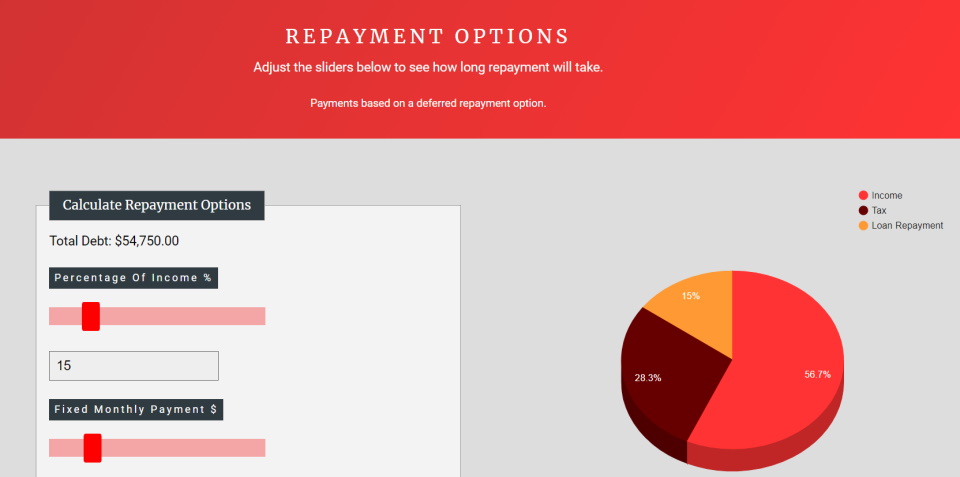 REPAYMENT OPTIONS
Adjust the sliders below to see how long repayment will take.
Payments based on a deferred repayment option.
Calculate Repayment Options
Total Debt: $54,750.00
Percentage Of Income %
15
Fixed Monthly Payment $
Income
Tax
Loan Repayment
15%
28.3%
56.7%